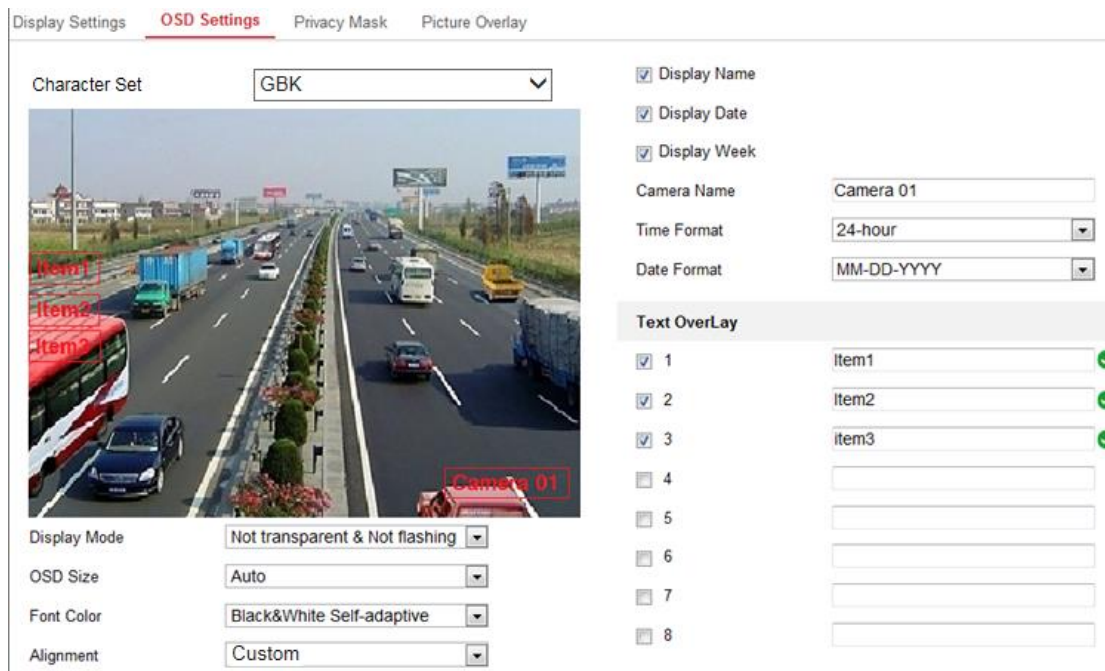 Display Settings OSD Settings Privacy Mask Picture Overlay
Character Set GBK
Item1
Item2
Item3
Camera 01
Display Mode Not transparent & Not flashing
OSD Size Auto
Font Color Black&White Self-adaptive
Alignment Custom
Display Name
Display Date
Display Week
Camera Name Camera 01
Time Format 24-hour
Date Format MM-DD-YYYY
Text OverLay
1 Item1
2 Item2
3 item3
4
5
6
7
8